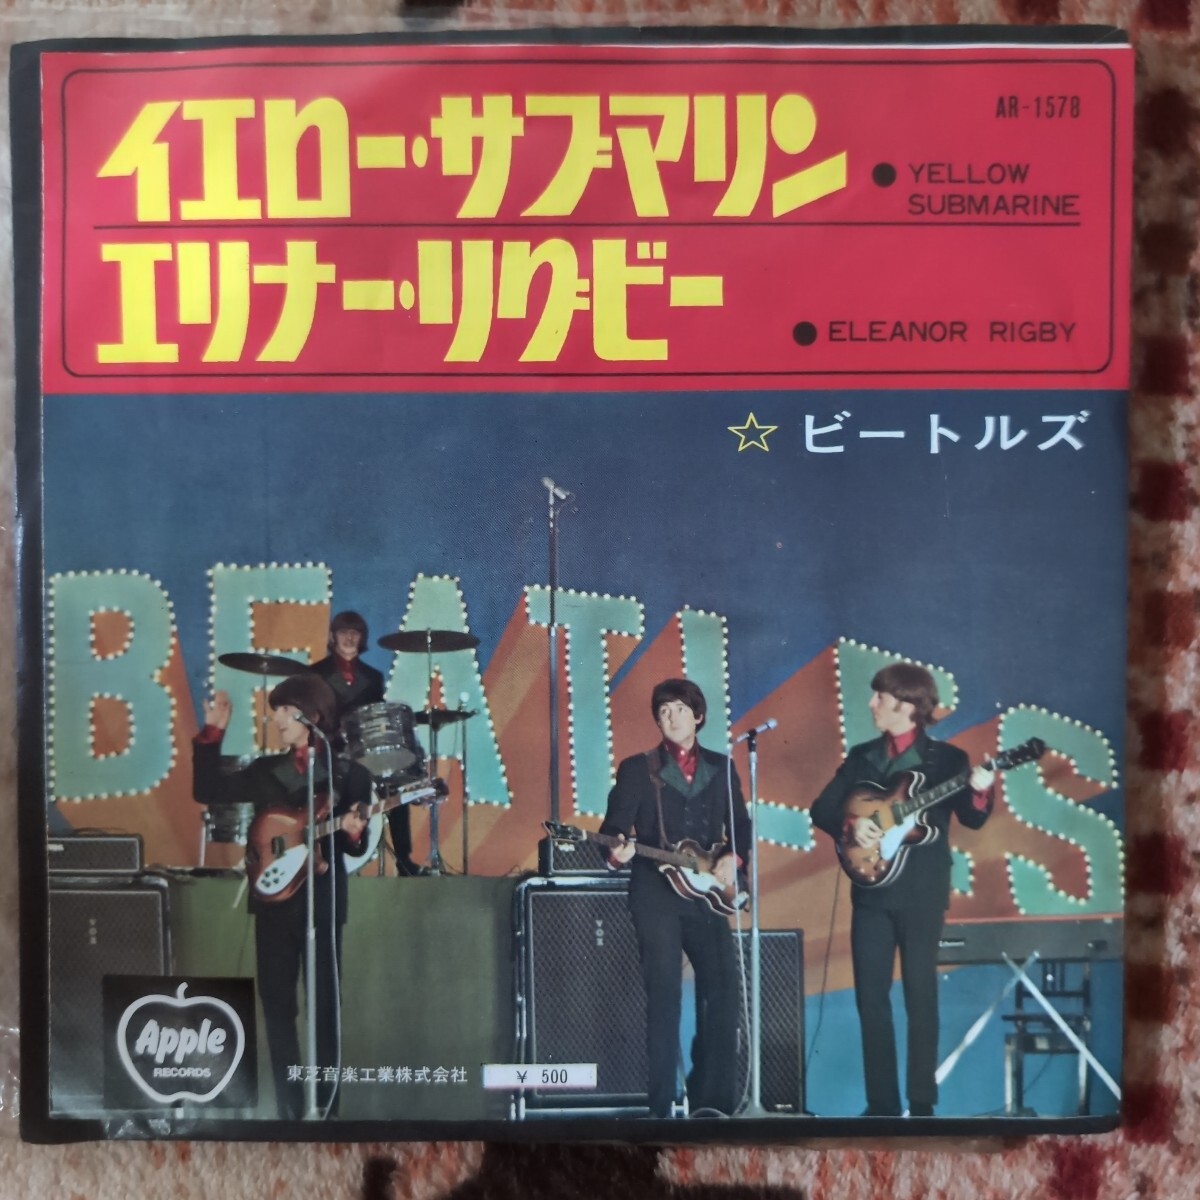 イエロー・サブマリン
● YELLOW
SUBMARINE
AR-1578
エリナー・リグビー
● ELEANOR RIGBY
☆ ビートルズ
BEATLES
VOX
VOX
Apple
RECORDS
東芝音楽工業株式会社
¥ 500